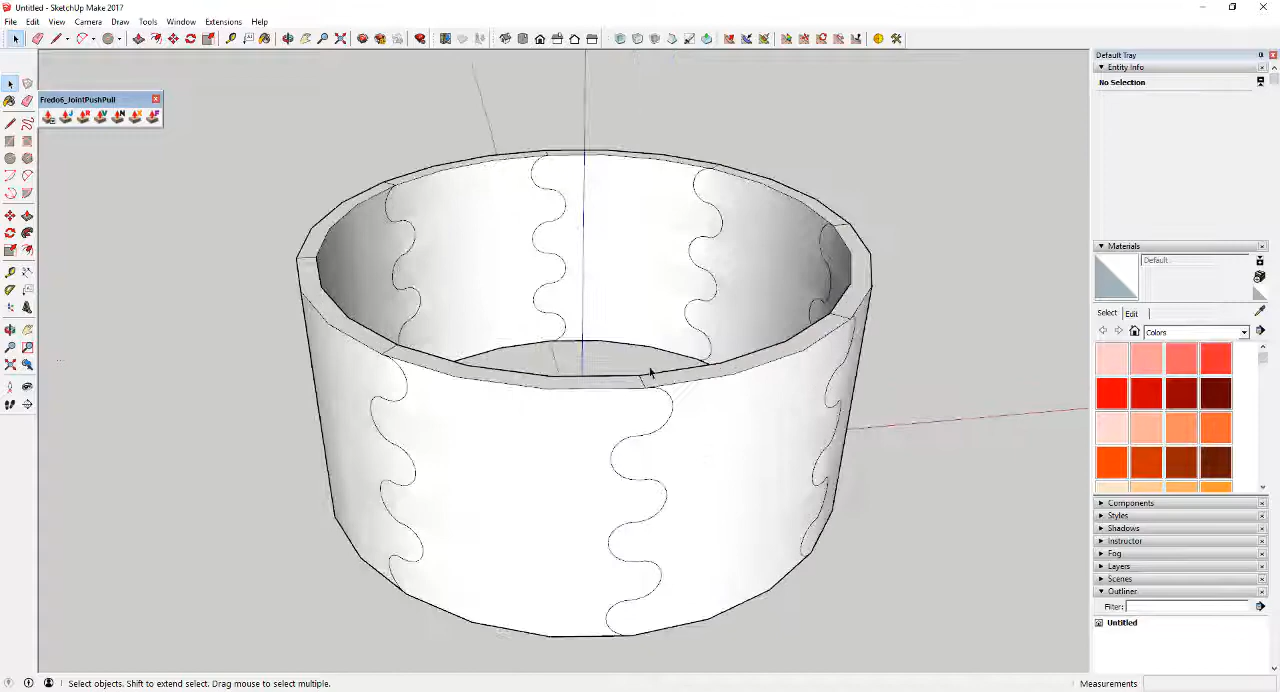 Untitled - SketchUp Make 2017
File Edit View Camera Draw Tools Window Extensions Help
Default Tray
Entity Info
No Selection
Fredo6_JointPushPull
J R V N X F
Materials
Default
Select Edit
Colors
Components
Styles
Shadows
Instructor
Fog
Layers
Scenes
Outliner
Filter:
Untitled
Select objects. Shift to extend select. Drag mouse to select multiple.
Measurements